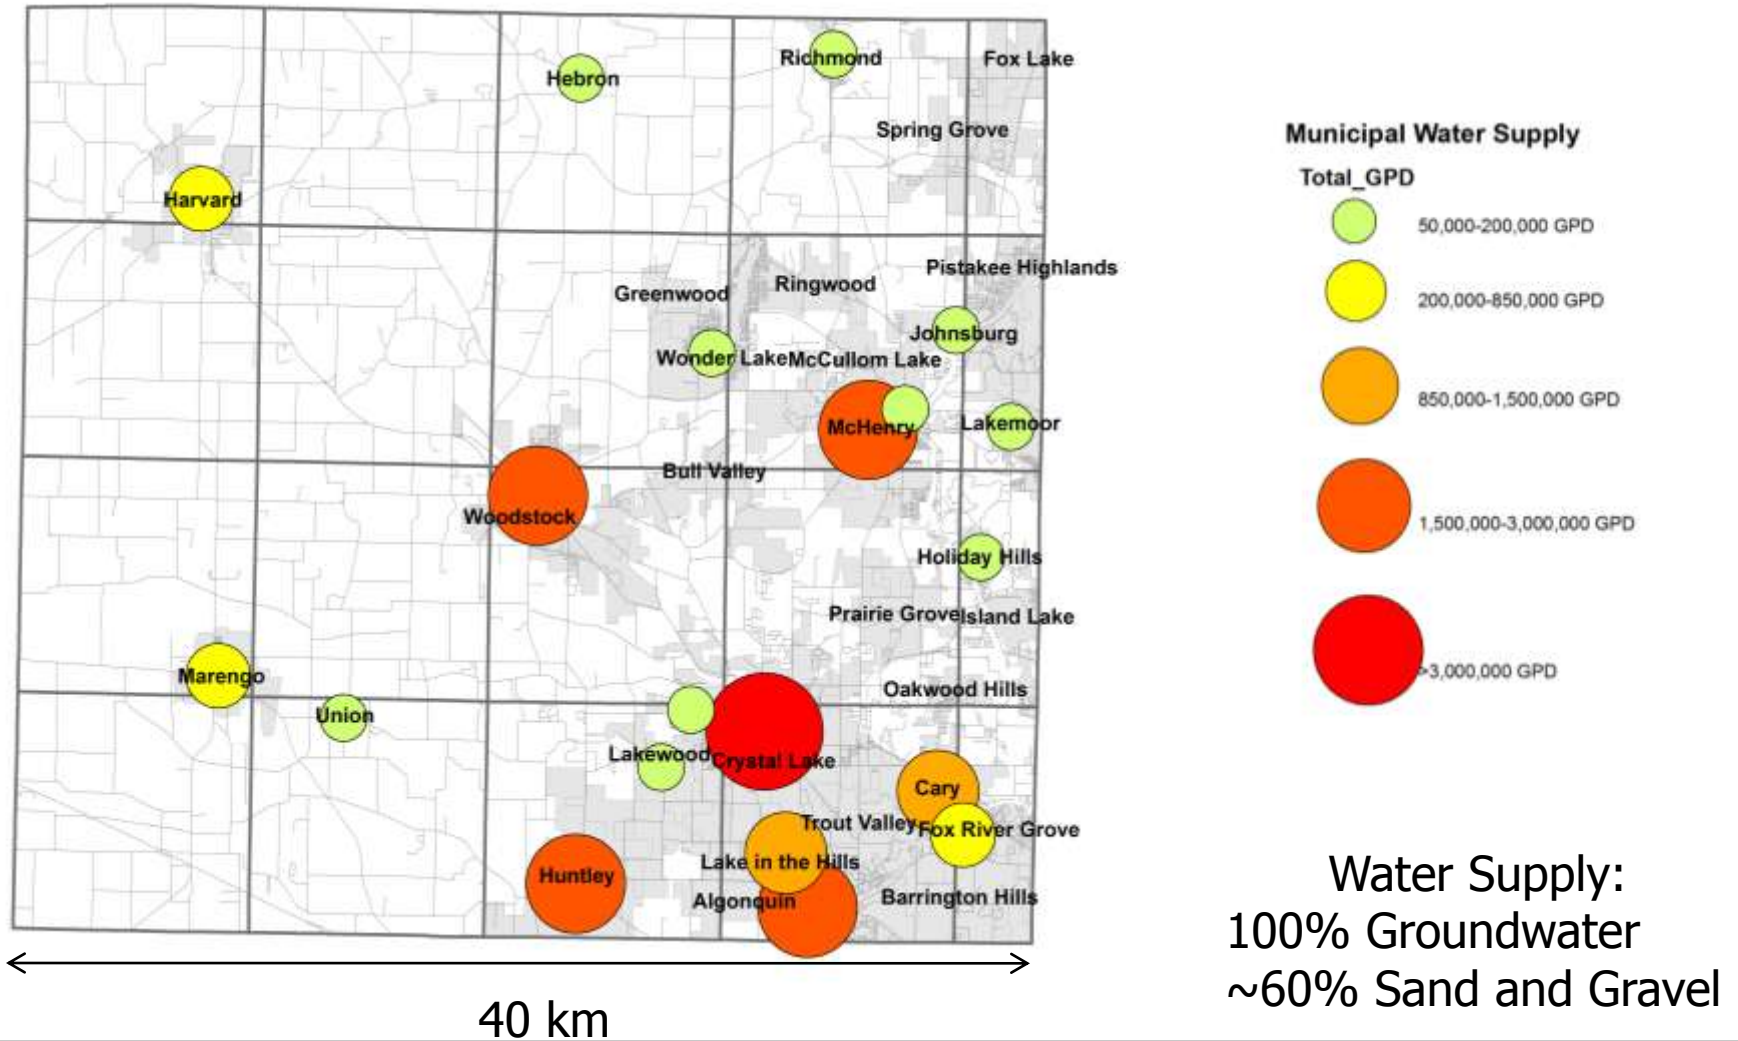 Richmond
Fox Lake
Hebron
Spring Grove
Harvard
Pistakee Highlands
Ringwood
Greenwood
Johnsburg
Wonder Lake
McCullom Lake
McHenry
Lakemoor
Bull Valley
Woodstock
Holiday Hills
Prairie Grove
Island Lake
Marengo
Oakwood Hills
Union
Lakewood
Crystal Lake
Cary
Trout Valley
Fox River Grove
Lake in the Hills
Huntley
Algonquin
Barrington Hills
40 km
Municipal Water Supply
Total_GPD
50,000-200,000 GPD
200,000-850,000 GPD
850,000-1,500,000 GPD
1,500,000-3,000,000 GPD
>3,000,000 GPD
Water Supply:
100% Groundwater
~60% Sand and Gravel